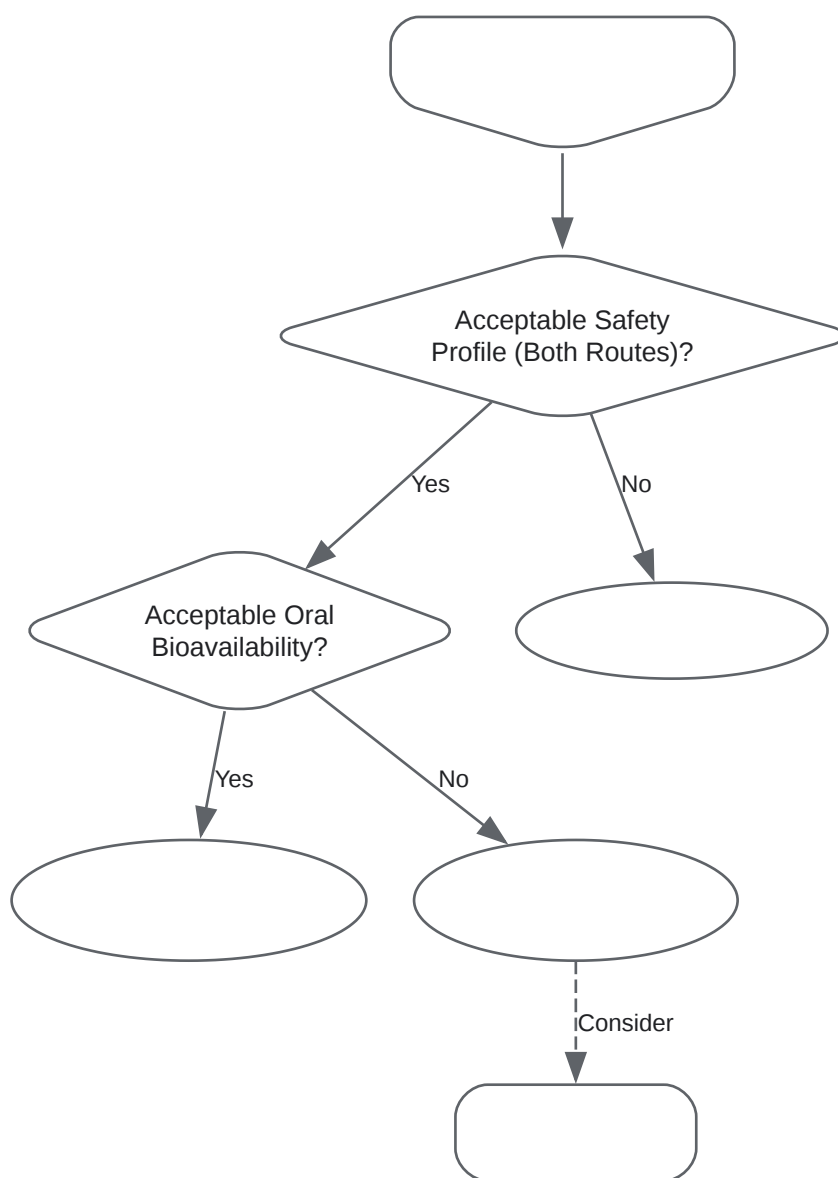 Acceptable Safety
Profile (Both Routes)?
Yes
No
Acceptable Oral
Bioavailability?
Yes
No
Consider